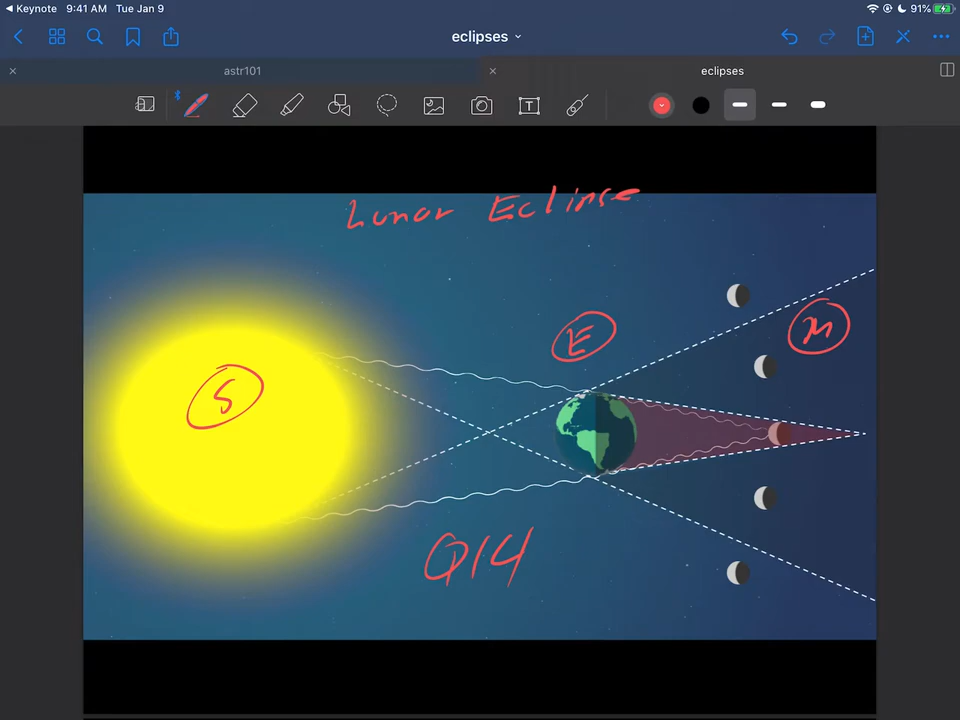 Keynote 9:41 AM Tue Jan 9 91%
eclipses
astr101 eclipses
T
Lunar Eclipse
E M
S
Q14